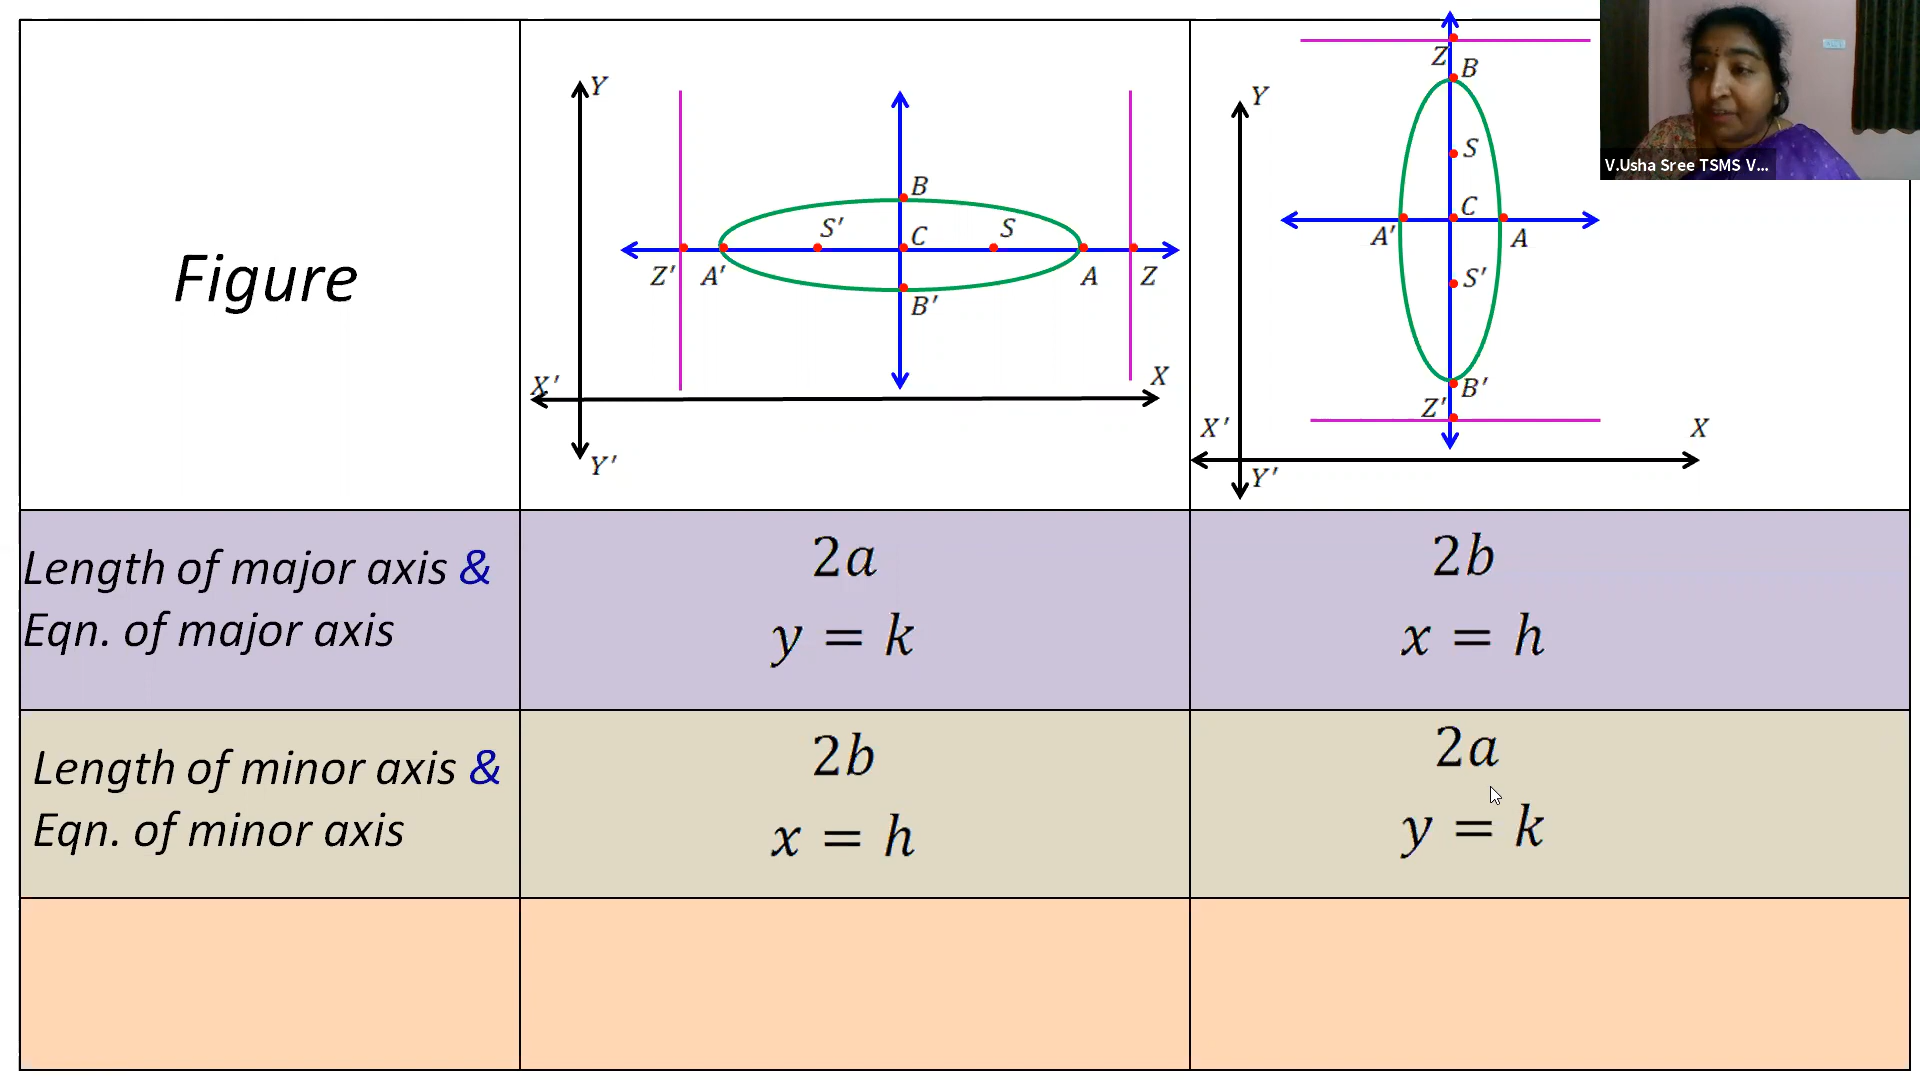 Figure
Y
B
S′
C
S
Z′
A′
A
Z
B′
X′
X
Y′
Z
B
Y
S
C
A′
A
S′
B′
Z′
X′
X
Y′
V.Usha Sree TSMS V...
Length of major axis &
Eqn. of major axis
2a
y = k
2b
x = h
Length of minor axis &
Eqn. of minor axis
2b
x = h
2a
y = k